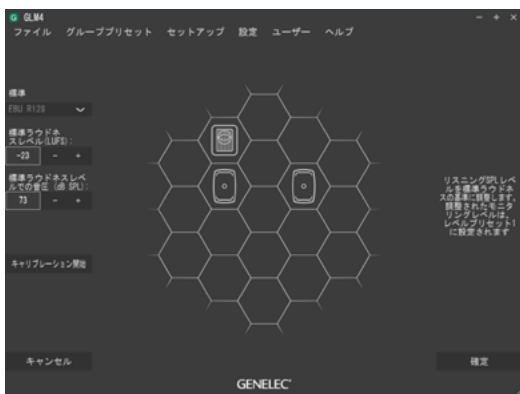 G GLM4
ファイル グループプリセット セットアップ 設定 ユーザー ヘルプ
標準
EBU R128
標準ラウドネ
スレベル(LUFS):
-23 - +
標準ラウドネスレベ
ルでの音圧 (dB SPL):
73 - +
リスニングSPLレベ
ルを標準ラウドネ
スの基準に調整します。
調整されたモニタ
リングレベルは、
レベルプリセット1
に設定されます
キャリブレーション開始
キャンセル
確定
GENELEC®